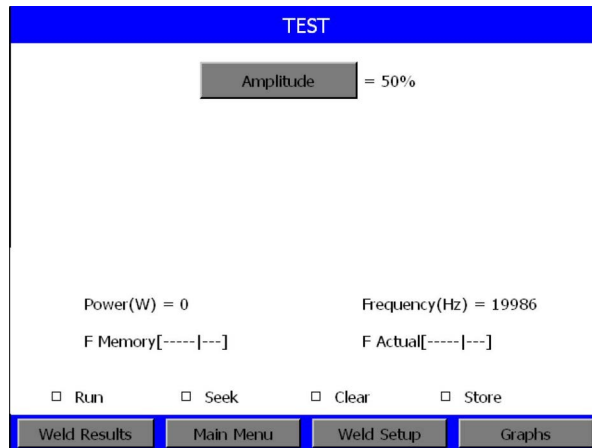 TEST
Amplitude = 50%
Power(W) = 0 Frequency(Hz) = 19986
F Memory[-----|---] F Actual[-----|---]
Run Seek Clear Store
Weld Results Main Menu Weld Setup Graphs